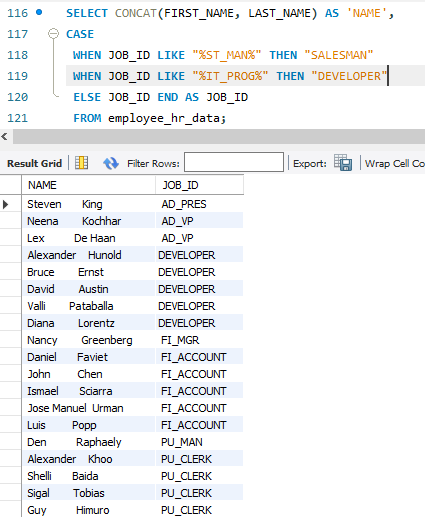 116 SELECT CONCAT(FIRST_NAME, LAST_NAME) AS 'NAME',
117 CASE
118 WHEN JOB_ID LIKE "%ST_MAN%" THEN "SALESMAN"
119 WHEN JOB_ID LIKE "%IT_PROG%" THEN "DEVELOPER"
120 ELSE JOB_ID END AS JOB_ID
121 FROM employee_hr_data;
Result Grid Filter Rows: Export: Wrap Cell Co
NAME JOB_ID
Steven King AD_PRES
Neena Kochhar AD_VP
Lex De Haan AD_VP
Alexander Hunold DEVELOPER
Bruce Ernst DEVELOPER
David Austin DEVELOPER
Valli Pataballa DEVELOPER
Diana Lorentz DEVELOPER
Nancy Greenberg FI_MGR
Daniel Faviet FI_ACCOUNT
John Chen FI_ACCOUNT
Ismael Sciarra FI_ACCOUNT
Jose Manuel Urman FI_ACCOUNT
Luis Popp FI_ACCOUNT
Den Raphaely PU_MAN
Alexander Khoo PU_CLERK
Shelli Baida PU_CLERK
Sigal Tobias PU_CLERK
Guy Himuro PU_CLERK